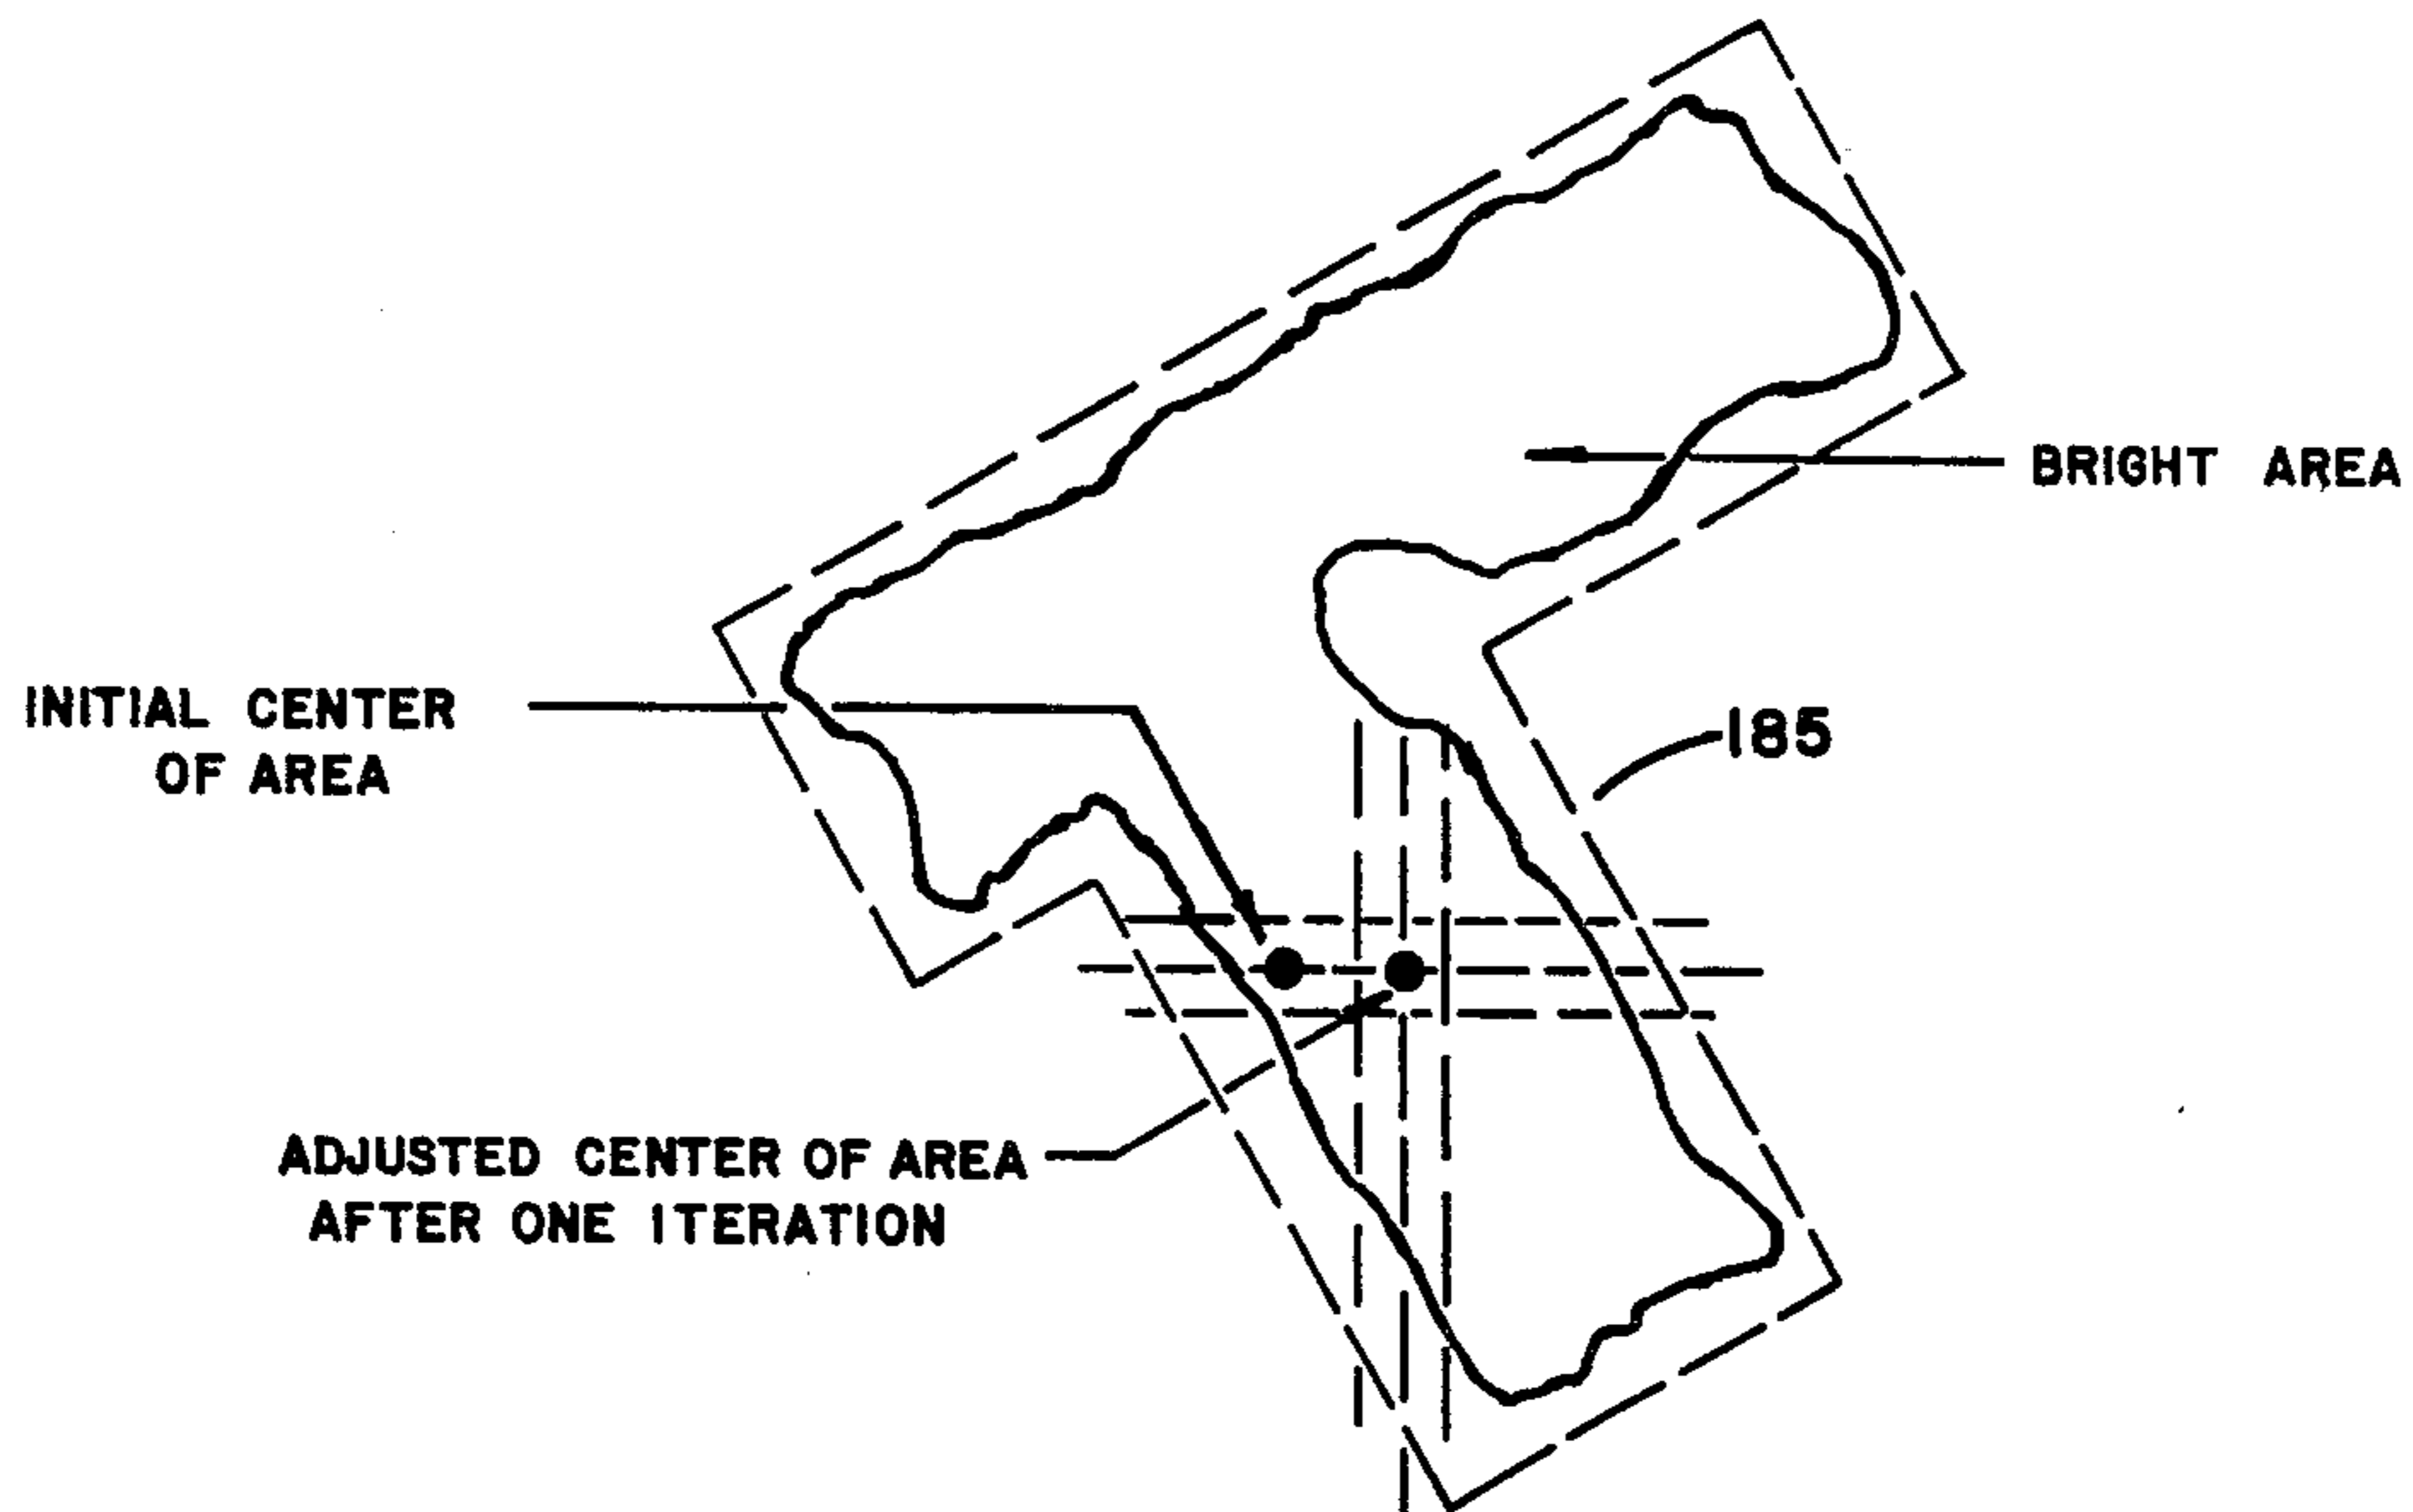 BRIGHT AREA
INITIAL CENTER
OF AREA
185
ADJUSTED CENTER OF AREA
AFTER ONE ITERATION